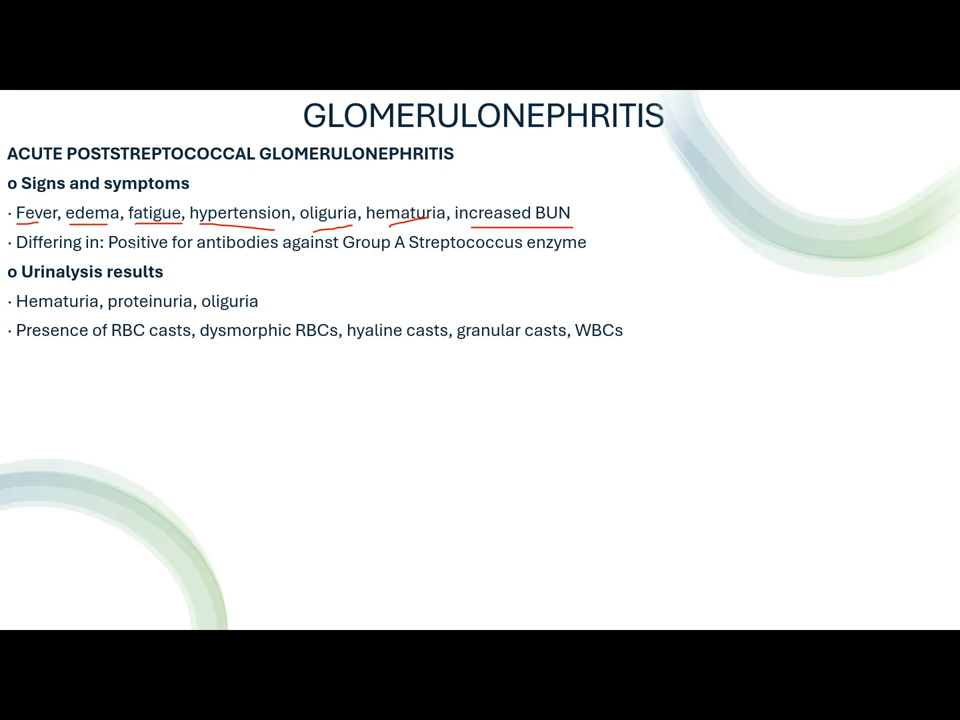 GLOMERULONEPHRITIS
ACUTE POSTSTREPTOCOCCAL GLOMERULONEPHRITIS
o Signs and symptoms
· Fever, edema, fatigue, hypertension, oliguria, hematuria, increased BUN
· Differing in: Positive for antibodies against Group A Streptococcus enzyme
o Urinalysis results
· Hematuria, proteinuria, oliguria
· Presence of RBC casts, dysmorphic RBCs, hyaline casts, granular casts, WBCs